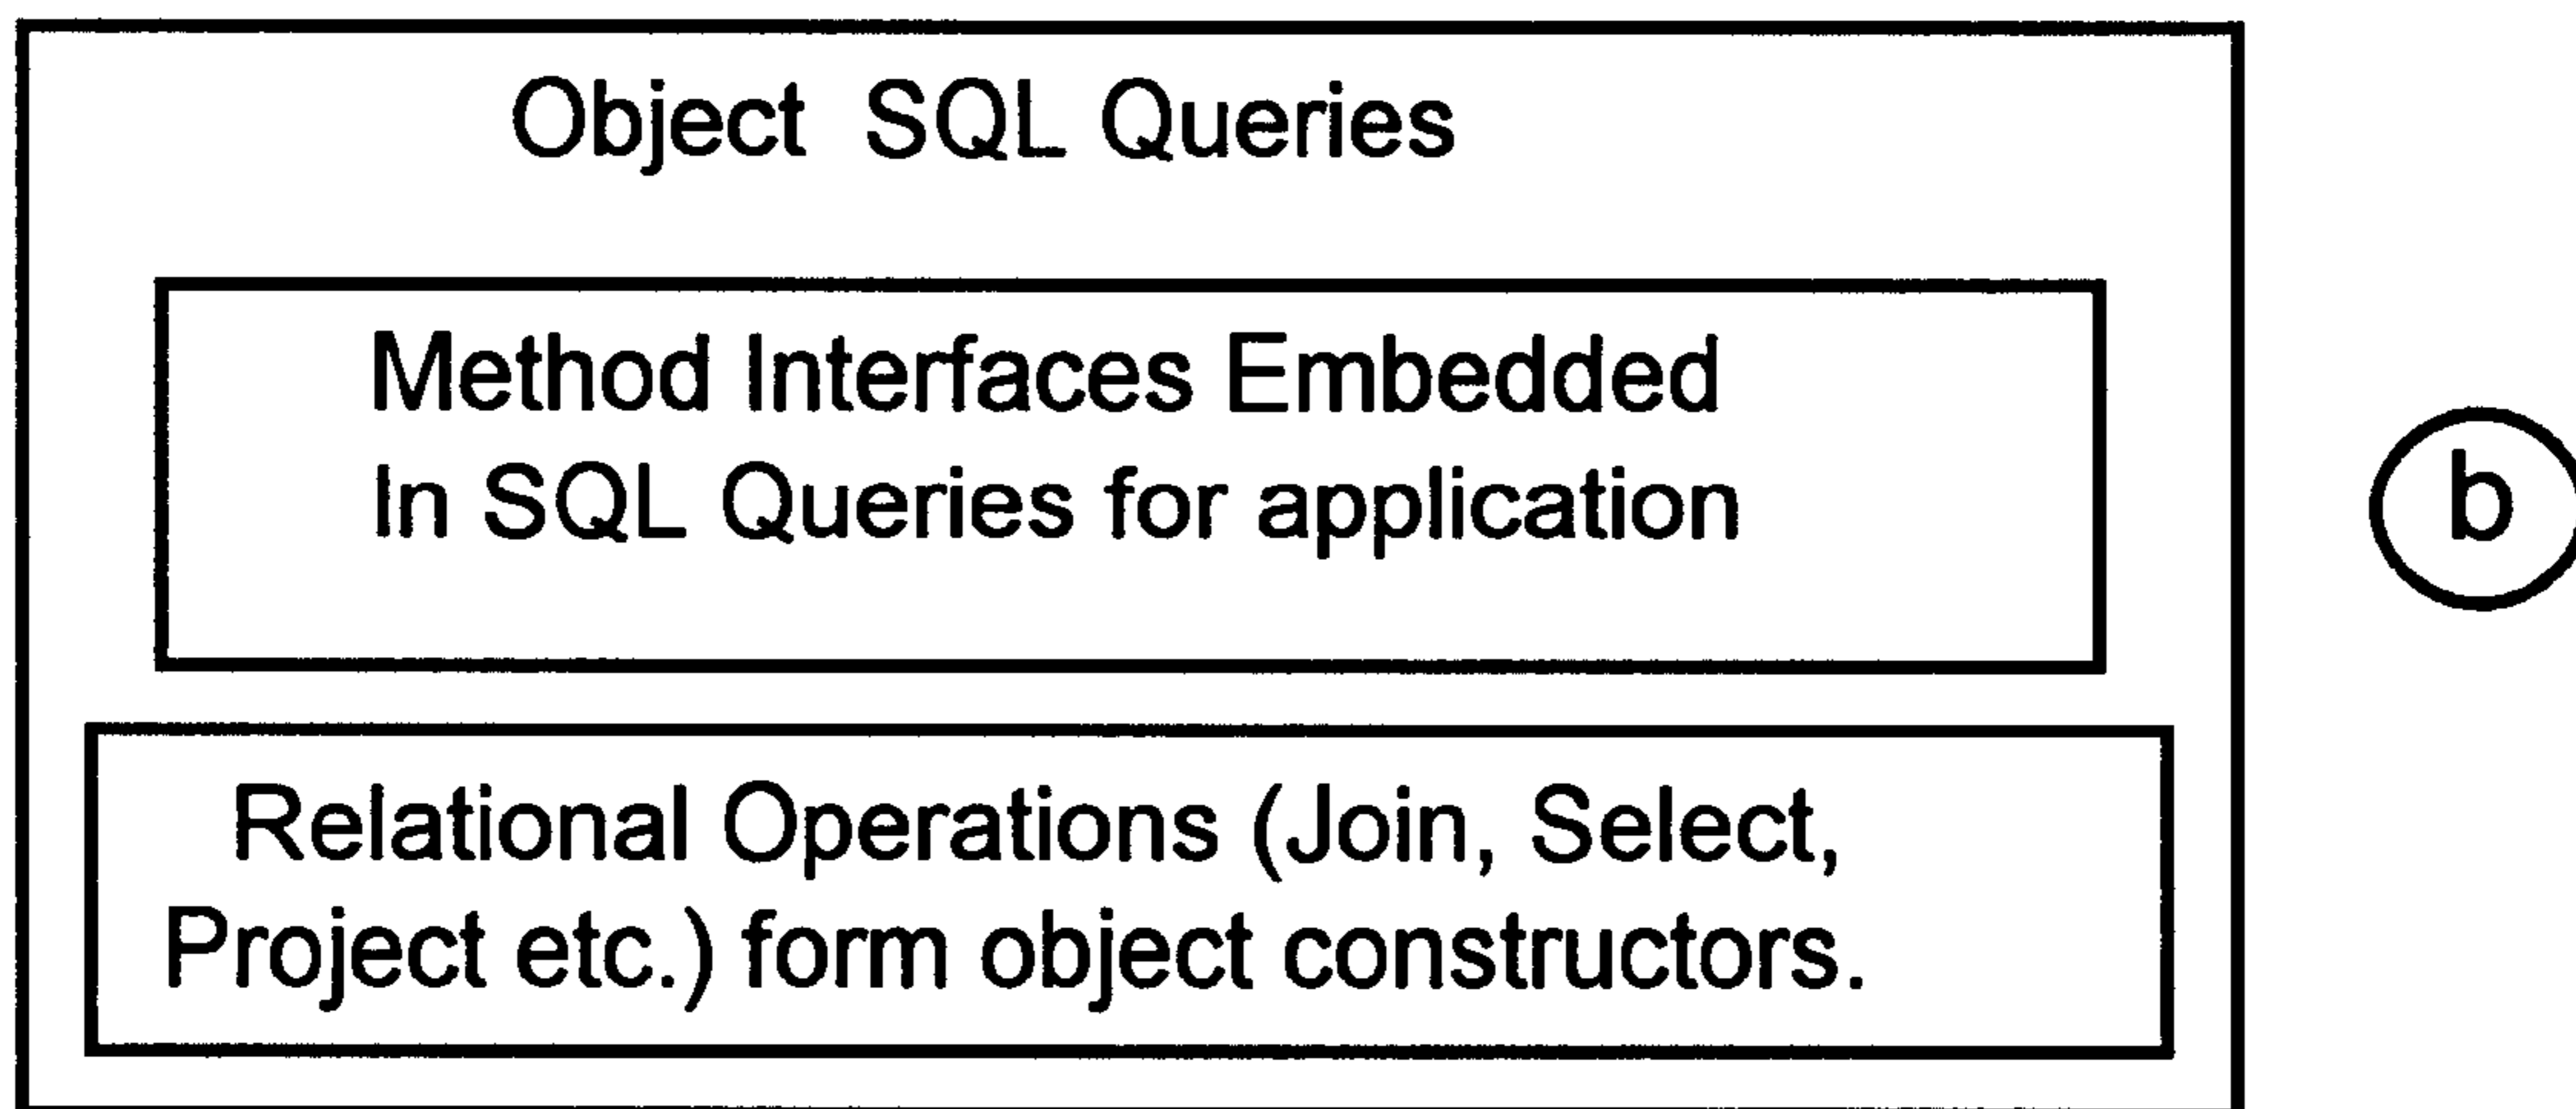 Object SQL Queries
Method Interfaces Embedded
In SQL Queries for application
b
Relational Operations (Join, Select,
Project etc.) form object constructors.